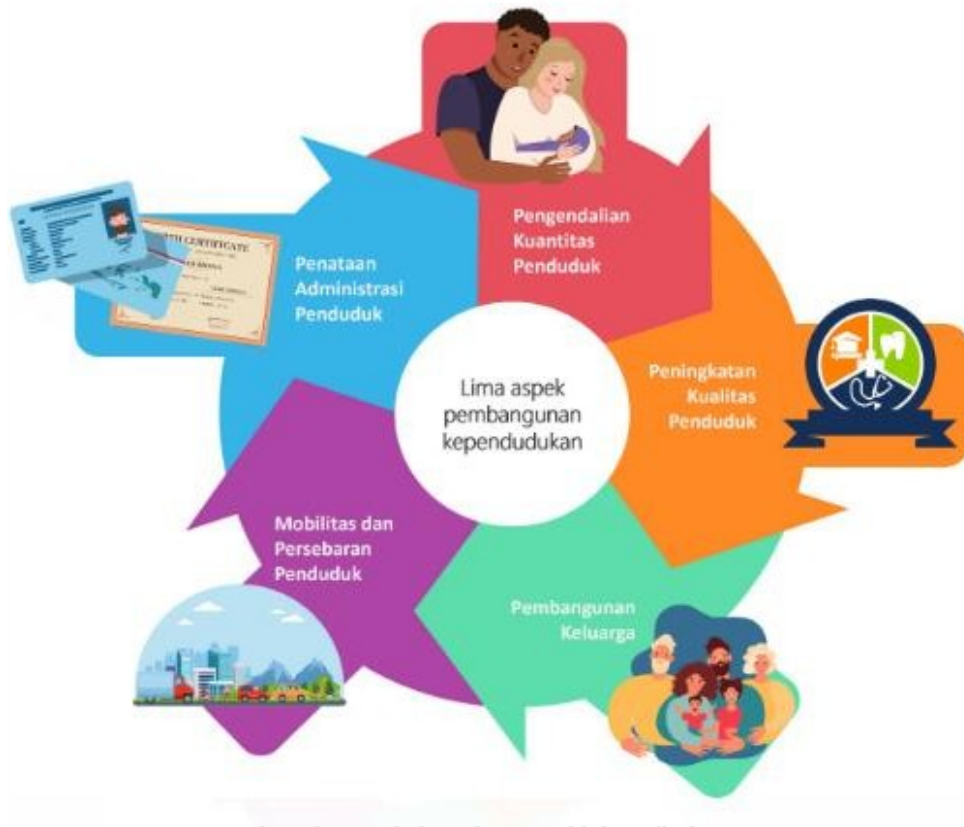 Pengendalian
Kuantitas
Penduduk
Peningkatan
Kualitas
Penduduk
Pembangunan
Keluarga
Mobilitas dan
Persebaran
Penduduk
Penataan
Administrasi
Penduduk
Lima aspek
pembangunan
kependudukan
CERTIFICATE